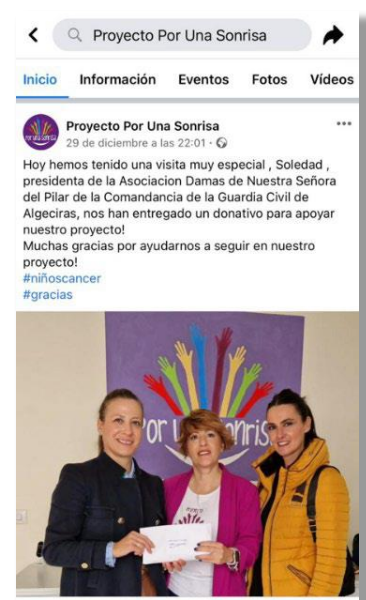 Proyecto Por Una Sonrisa
Inicio Información Eventos Fotos Vídeos
Proyecto Por Una Sonrisa
29 de diciembre a las 22:01 ·
Hoy hemos tenido una visita muy especial , Soledad ,
presidenta de la Asociacion Damas de Nuestra Señora
del Pilar de la Comandancia de la Guardia Civil de
Algeciras, nos han entregado un donativo para apoyar
nuestro proyecto!
Muchas gracias por ayudarnos a seguir en nuestro
proyecto!
#niñoscancer
#gracias
Por u Sonris